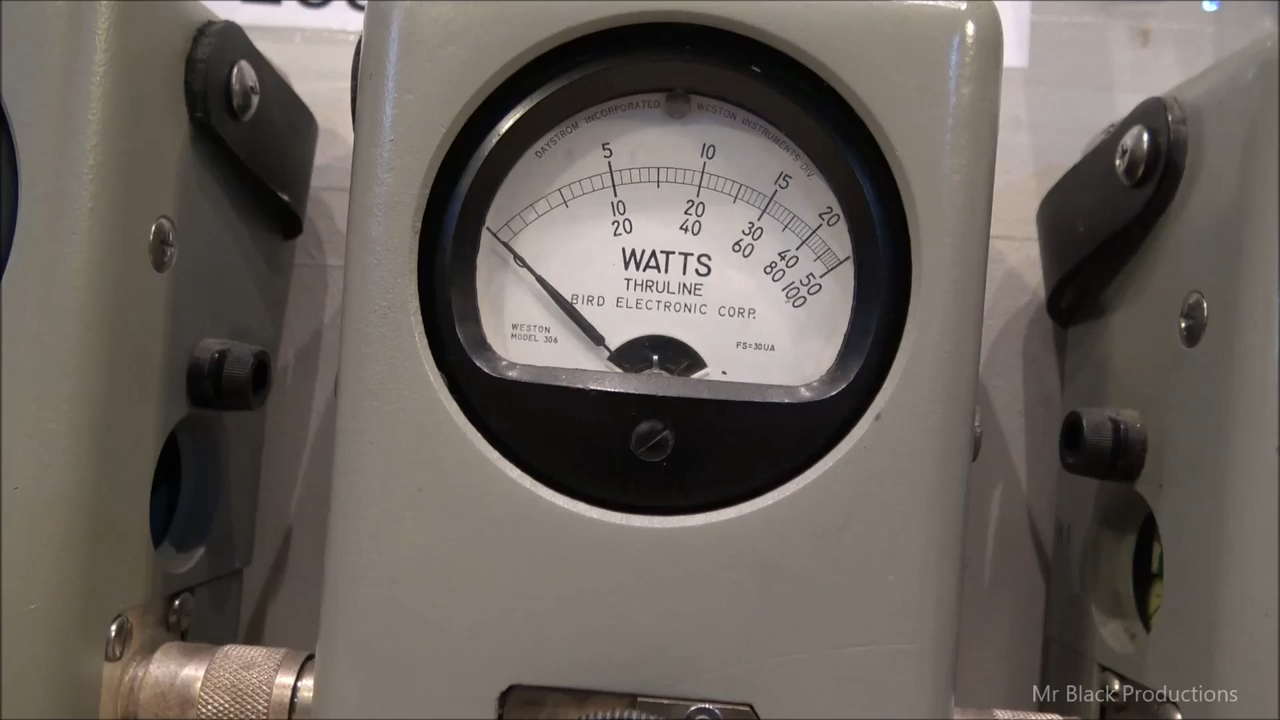 DAYSTROM, INCORPORATED WESTON INSTRUMENTS DIV.
5 10 15 20
10 20 30 40 50
20 40 60 80 100
0
WATTS
THRULINE
BIRD ELECTRONIC CORP.
WESTON
MODEL 306
FS=30UA
Mr Black Productions